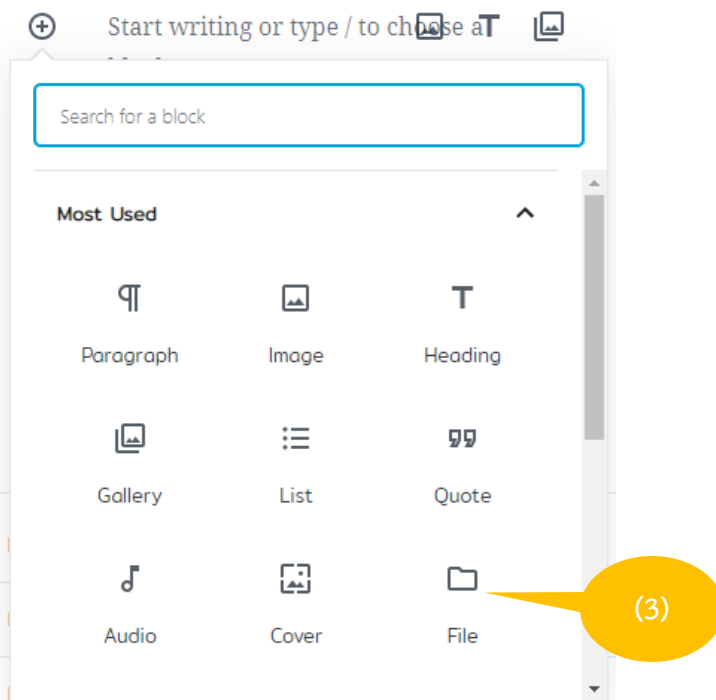 Start writing or type / to choose a
Search for a block
Most Used
Paragraph Image Heading
Gallery List Quote
Audio Cover File
(3)